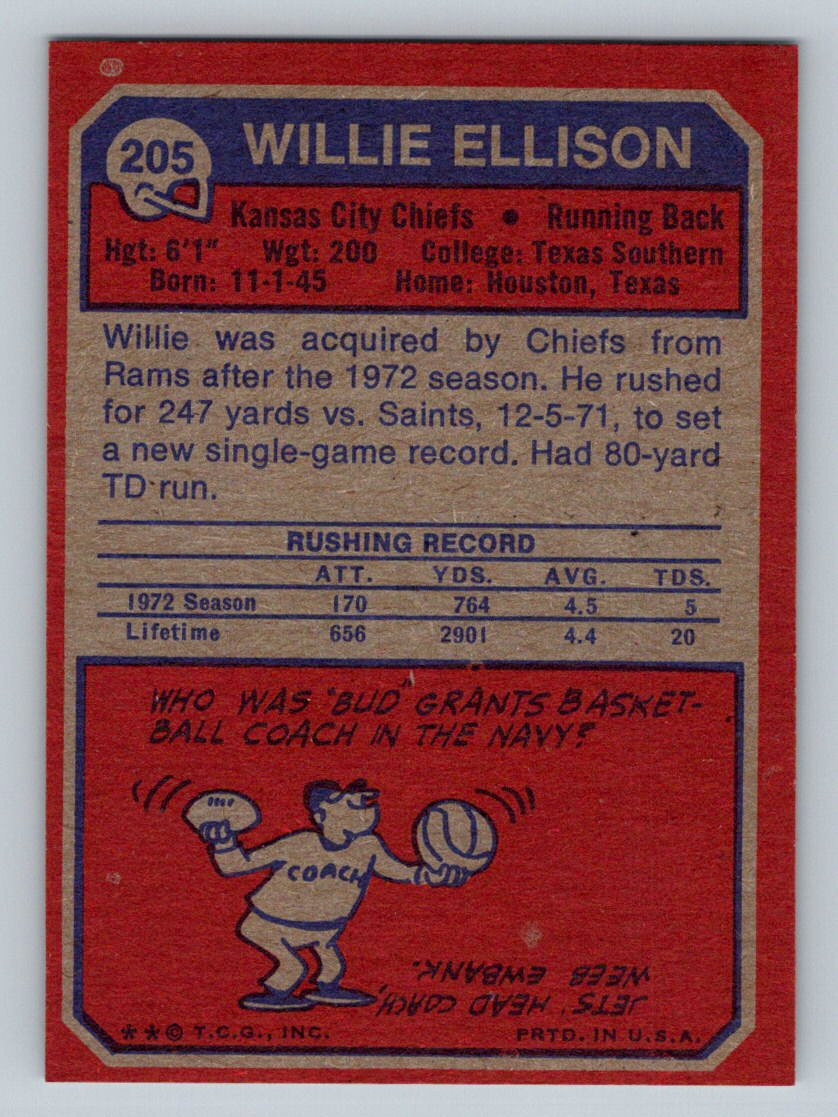 205
WILLIE ELLISON
Kansas City Chiefs • Running Back
Hgt: 6'1" Wgt: 200 College: Texas Southern
Born: 11-1-45 Home: Houston, Texas
Willie was acquired by Chiefs from
Rams after the 1972 season. He rushed
for 247 yards vs. Saints, 12-5-71, to set
a new single-game record. Had 80-yard
TD run.
RUSHING RECORD
ATT. YDS. AVG. TDS.
1972 Season 170 764 4.5 5
Lifetime 656 2901 4.4 20
WHO WAS "BUD" GRANTS BASKET-
BALL COACH IN THE NAVY?
COACH
JETS' HEAD COACH,
WEEB EWBANK.
* * © T.C.G., INC. PRTD. IN U.S.A.